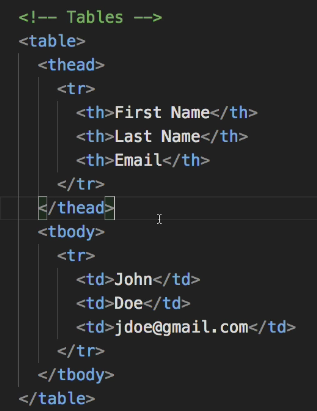 <!-- Tables -->
<table>
<thead>
<tr>
<th>First Name</th>
<th>Last Name</th>
<th>Email</th>
</tr>
</thead>
<tbody>
<tr>
<td>John</td>
<td>Doe</td>
<td>jdoe@gmail.com</td>
</tr>
</tbody>
</table>